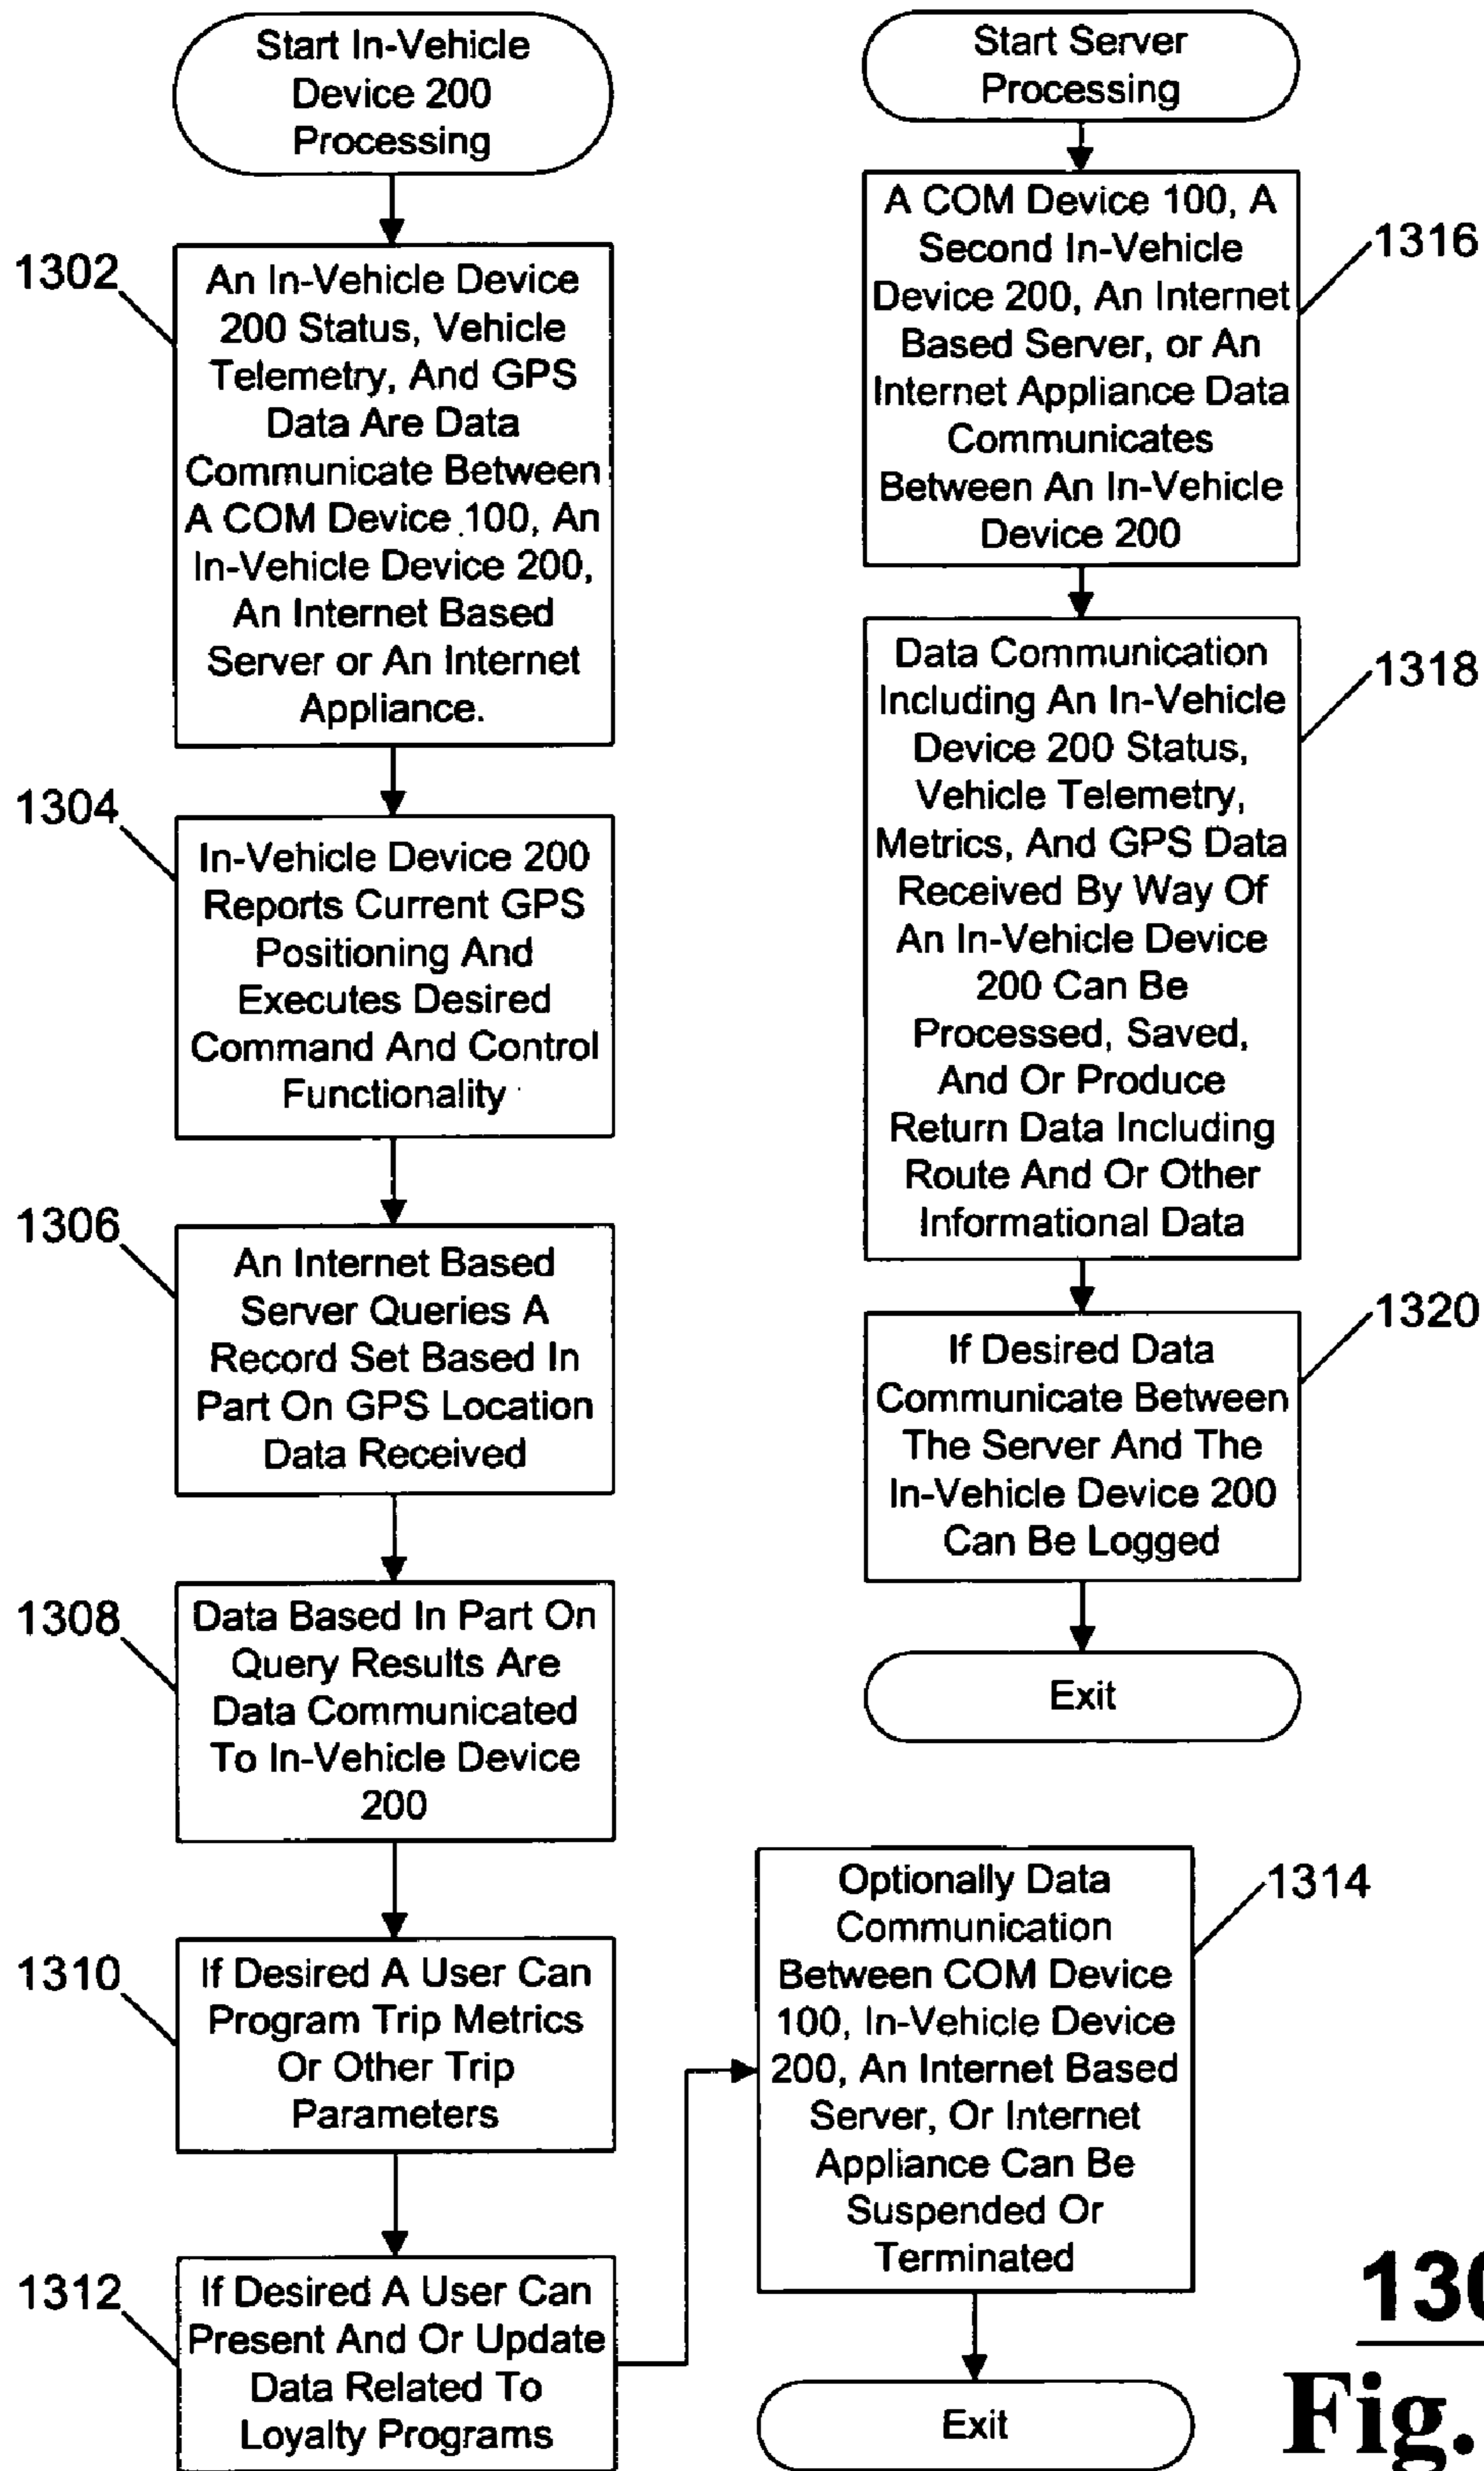 Start In-Vehicle
Device 200
Processing
1302
An In-Vehicle Device
200 Status, Vehicle
Telemetry, And GPS
Data Are Data
Communicate Between
A COM Device 100, An
In-Vehicle Device 200,
An Internet Based
Server or An Internet
Appliance.
1304
In-Vehicle Device 200
Reports Current GPS
Positioning And
Executes Desired
Command And Control
Functionality
1306
An Internet Based
Server Queries A
Record Set Based In
Part On GPS Location
Data Received
1308
Data Based In Part On
Query Results Are
Data Communicated
To In-Vehicle Device
200
1310
If Desired A User Can
Program Trip Metrics
Or Other Trip
Parameters
1312
If Desired A User Can
Present And Or Update
Data Related To
Loyalty Programs
Start Server
Processing
A COM Device 100, A
Second In-Vehicle
Device 200, An Internet
Based Server, or An
Internet Appliance Data
Communicates
Between An In-Vehicle
Device 200
1316
Data Communication
Including An In-Vehicle
Device 200 Status,
Vehicle Telemetry,
Metrics, And GPS Data
Received By Way Of
An In-Vehicle Device
200 Can Be
Processed, Saved,
And Or Produce
Return Data Including
Route And Or Other
Informational Data
1318
If Desired Data
Communicate Between
The Server And The
In-Vehicle Device 200
Can Be Logged
1320
Exit
Optionally Data
Communication
Between COM Device
100, In-Vehicle Device
200, An Internet Based
Server, Or Internet
Appliance Can Be
Suspended Or
Terminated
1314
Exit
Fig.